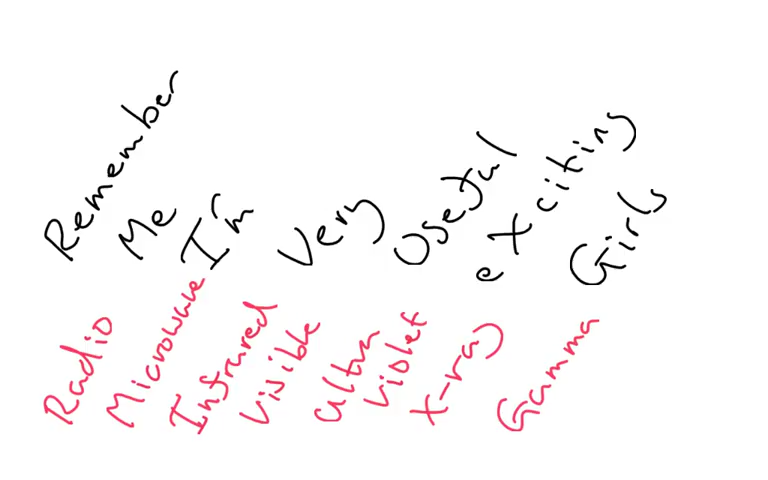 Remember Me I'm Very Useful eXciting Girls
Radio Microwave Infrared Visible Ultra Violet X-ray Gamma